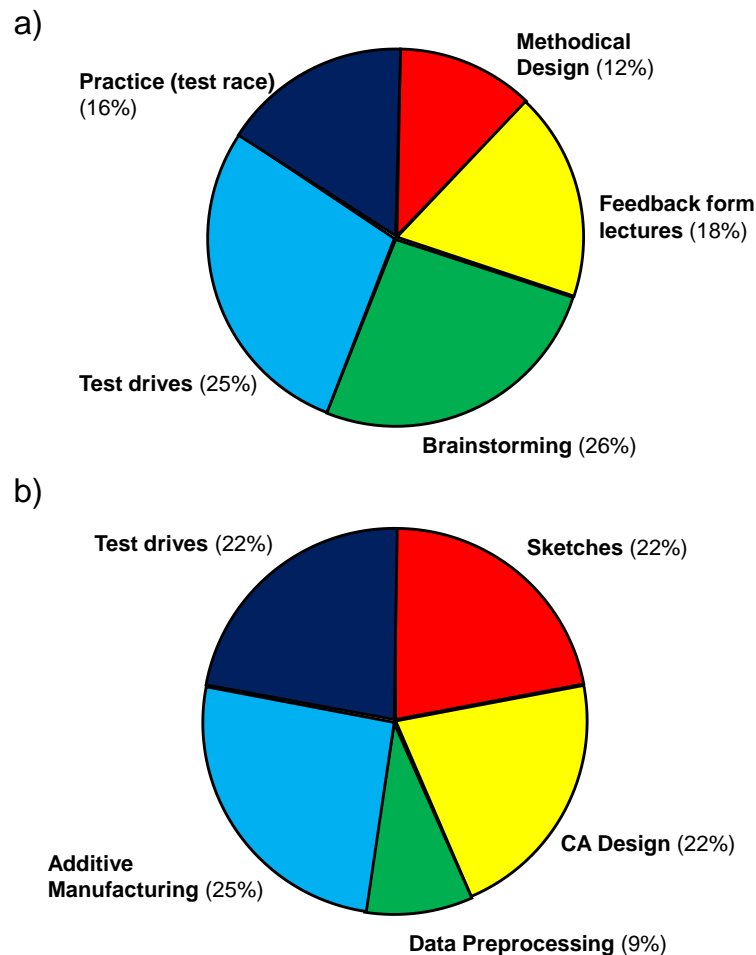 a)
Methodical
Design (12%)
Practice (test race)
(16%)
Feedback form
lectures (18%)
Test drives (25%)
Brainstorming (26%)
b)
Test drives (22%)
Sketches (22%)
CA Design (22%)
Additive
Manufacturing (25%)
Data Preprocessing (9%)